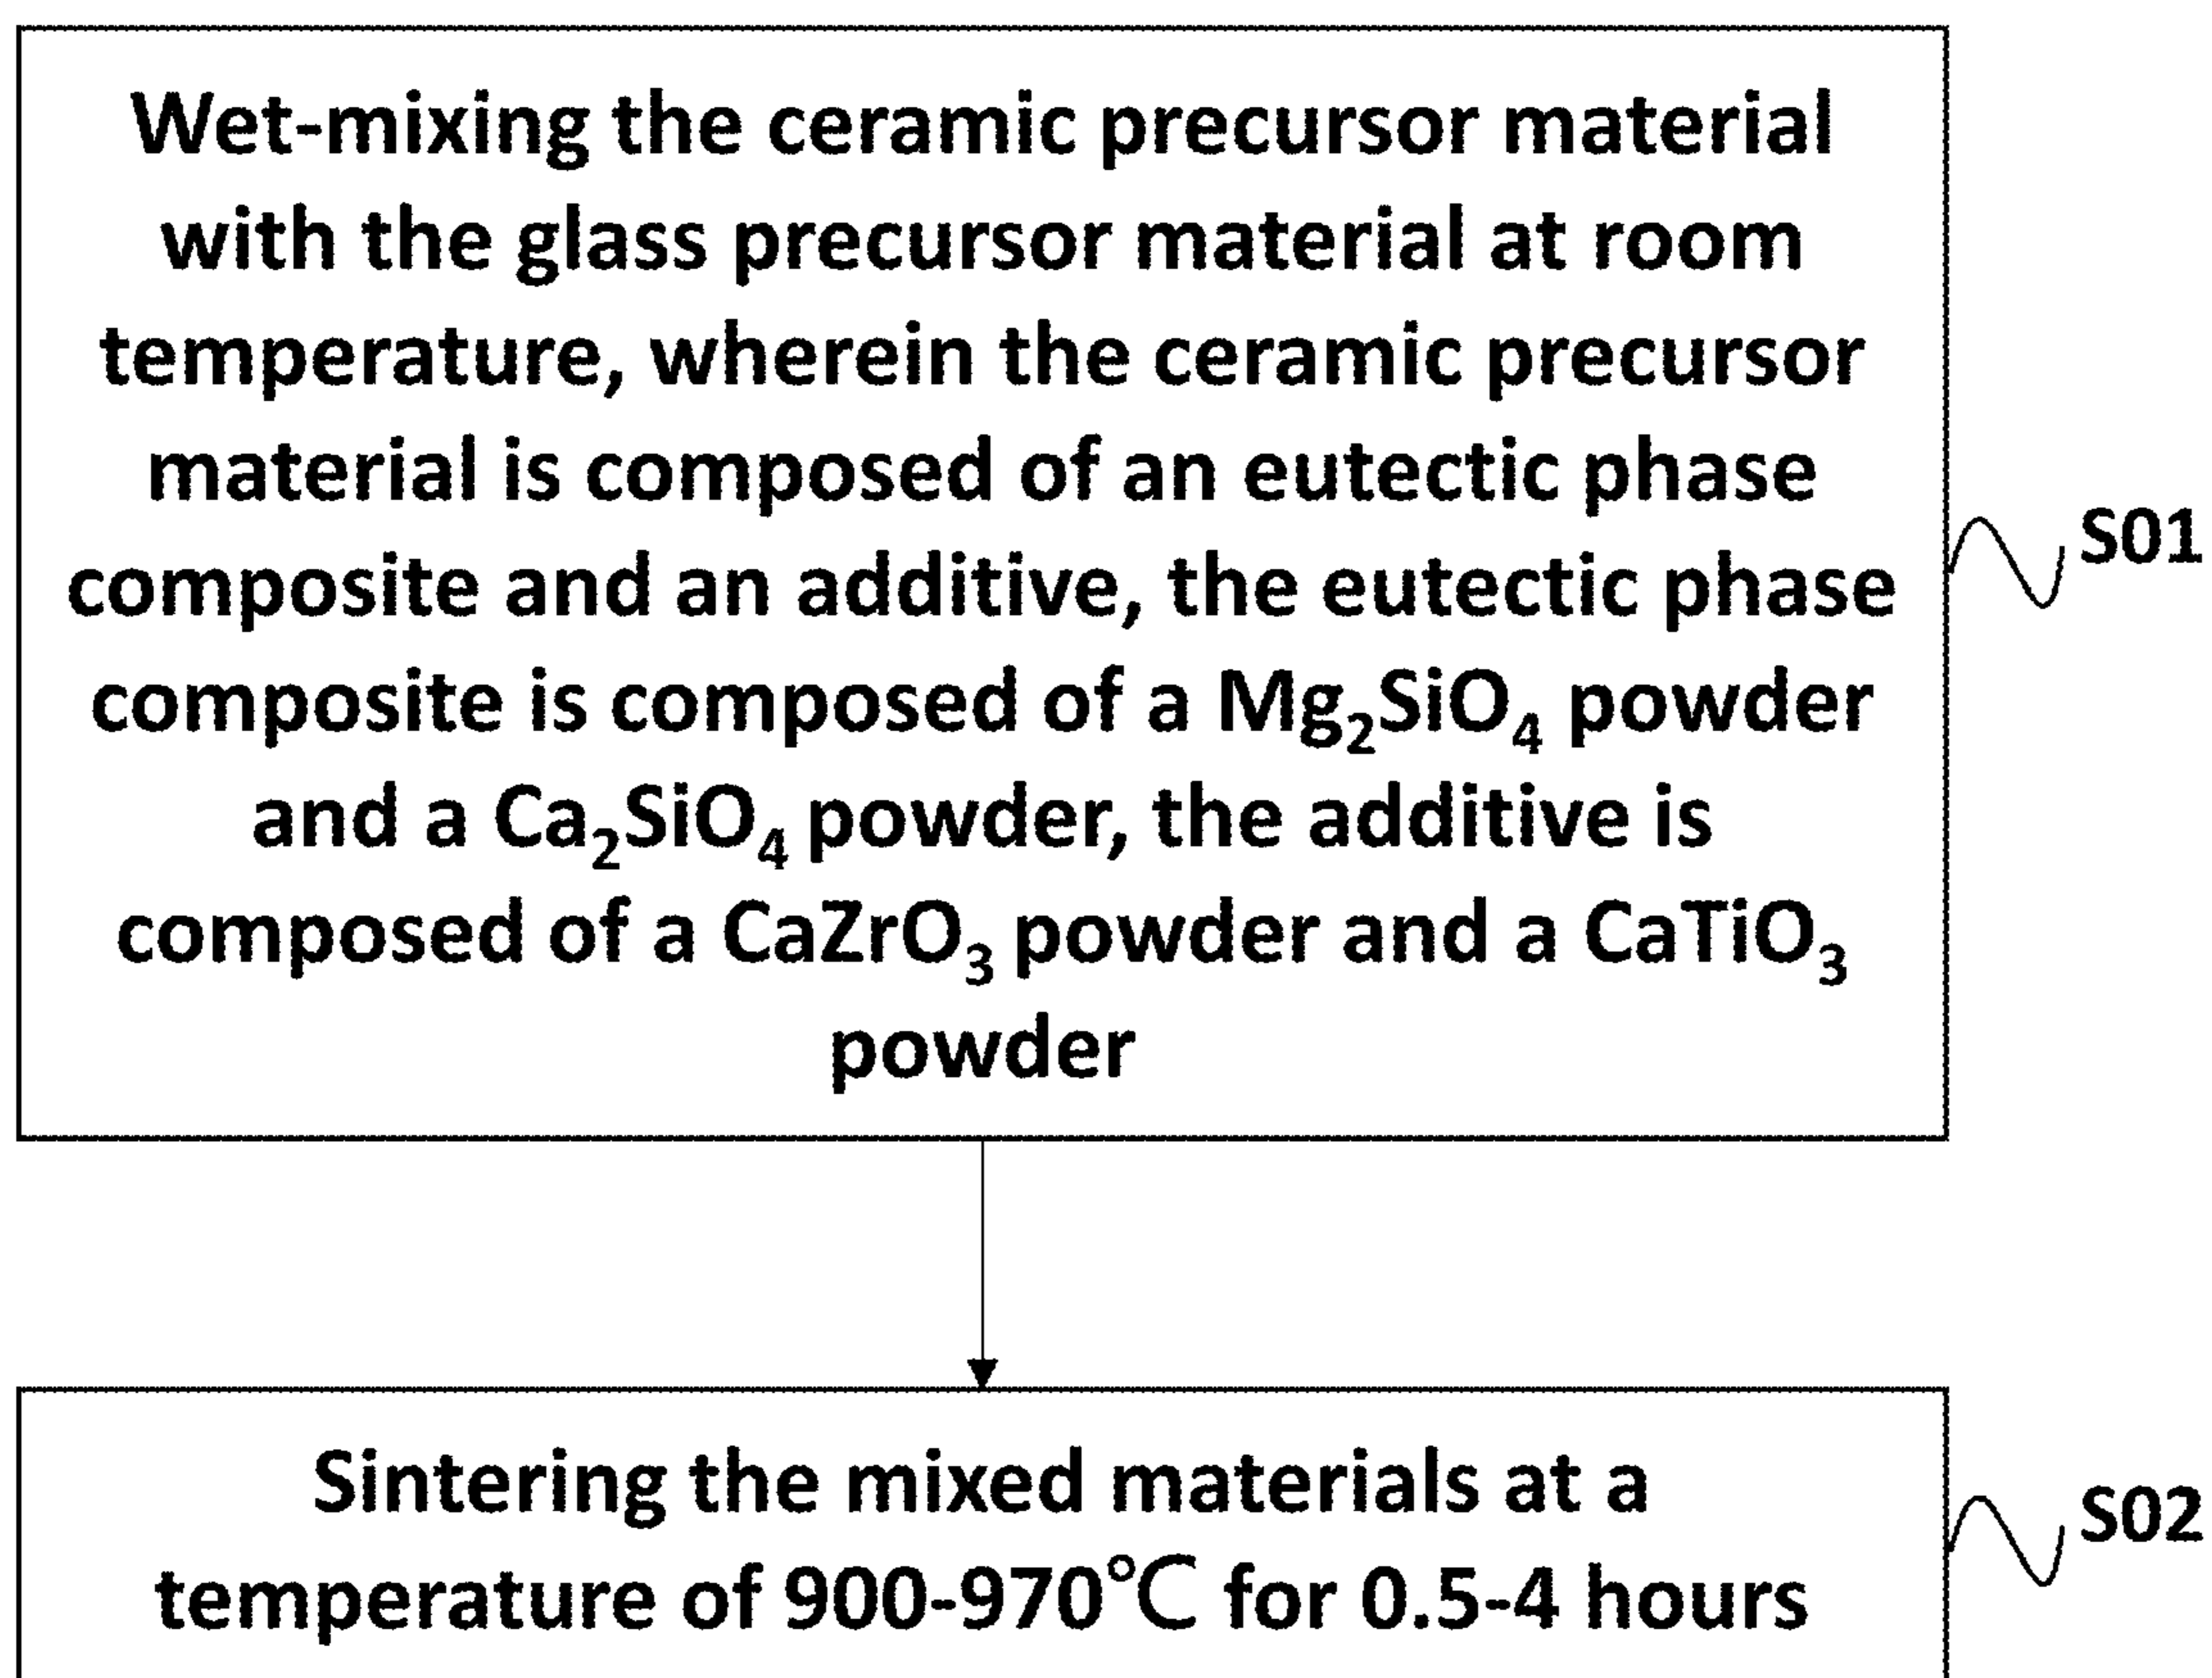 Wet-mixing the ceramic precursor material
with the glass precursor material at room
temperature, wherein the ceramic precursor
material is composed of an eutectic phase
composite and an additive, the eutectic phase
composite is composed of a Mg₂SiO₄ powder
and a Ca₂SiO₄ powder, the additive is
composed of a CaZrO₃ powder and a CaTiO₃
powder
S01
Sintering the mixed materials at a
temperature of 900-970℃ for 0.5-4 hours
S02